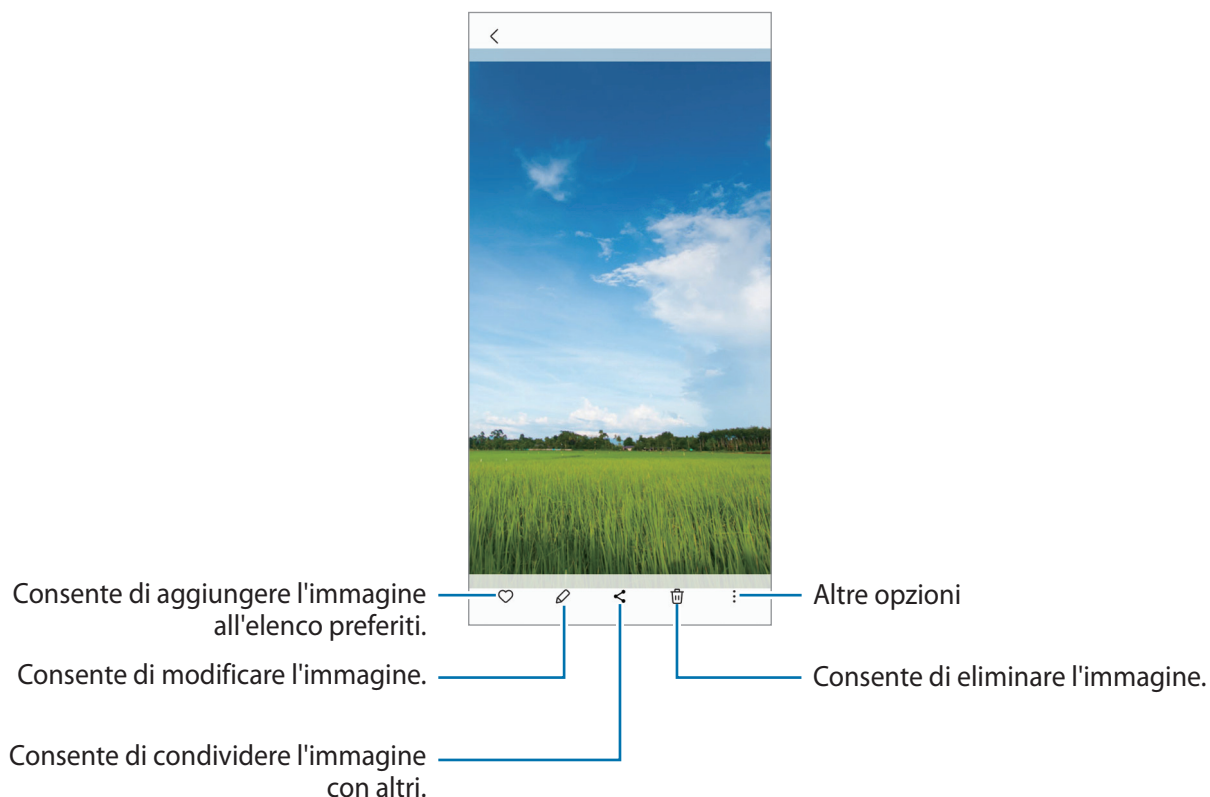 Consente di aggiungere l'immagine
all'elenco preferiti.
Altre opzioni
Consente di modificare l'immagine.
Consente di eliminare l'immagine.
Consente di condividere l'immagine
con altri.